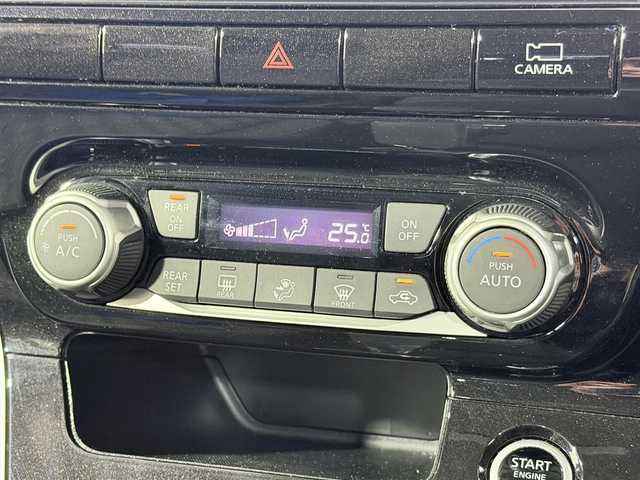 CAMERA
REAR
ON
OFF
PUSH
A/C
25.0
°C
ON
OFF
PUSH
AUTO
REAR
SET
REAR
FRONT
START
ENGINE